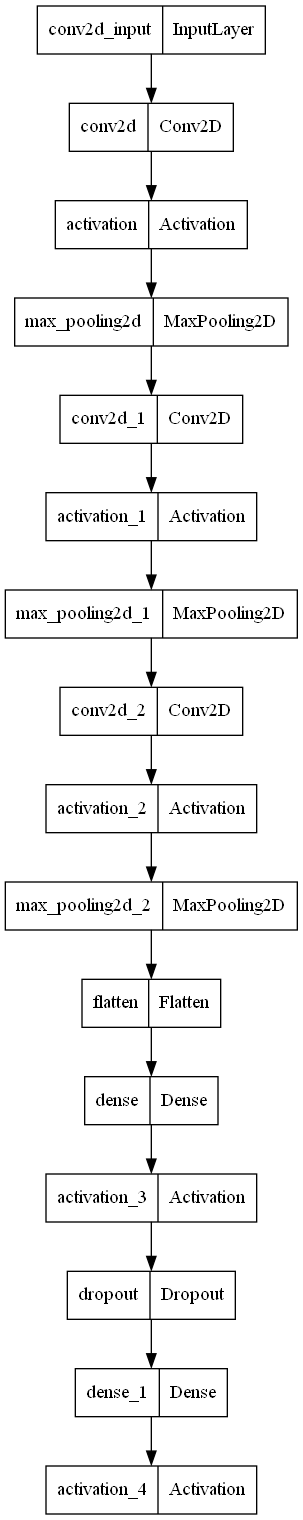 conv2d_input InputLayer
conv2d Conv2D
activation Activation
max_pooling2d MaxPooling2D
conv2d_1 Conv2D
activation_1 Activation
max_pooling2d_1 MaxPooling2D
conv2d_2 Conv2D
activation_2 Activation
max_pooling2d_2 MaxPooling2D
flatten Flatten
dense Dense
activation_3 Activation
dropout Dropout
dense_1 Dense
activation_4 Activation